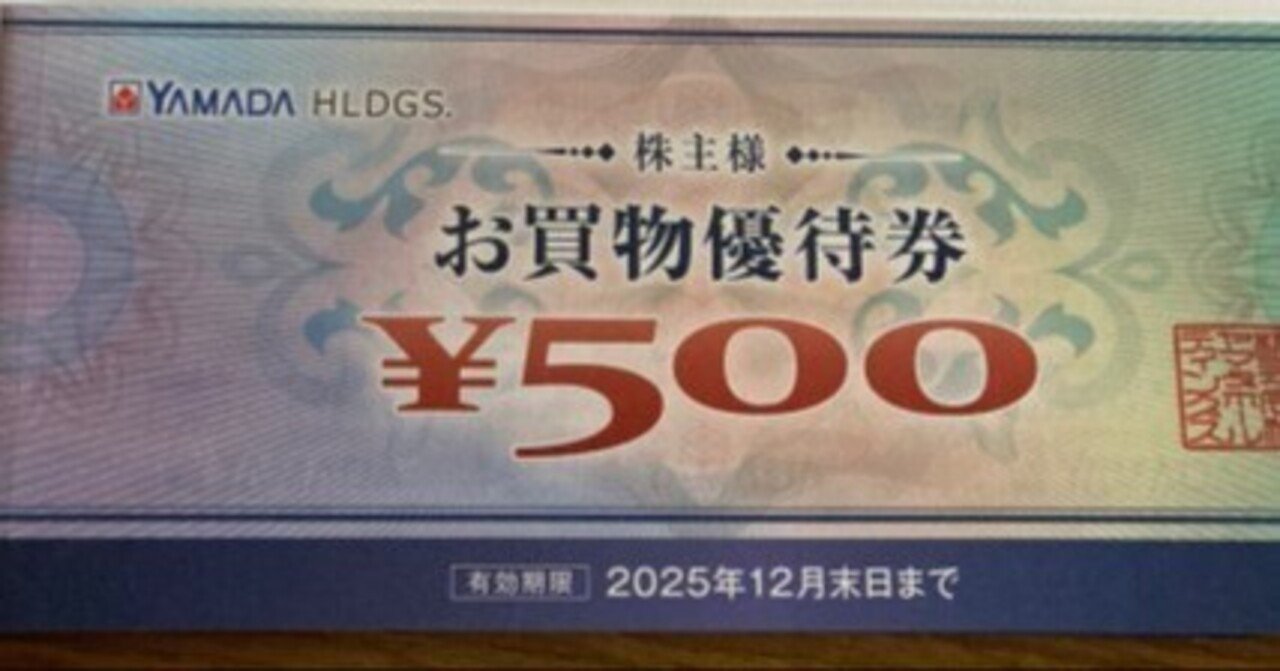 YAMADA HLDGS.
株主様
お買物優待券
¥500
有効期限 2025年12月末日まで